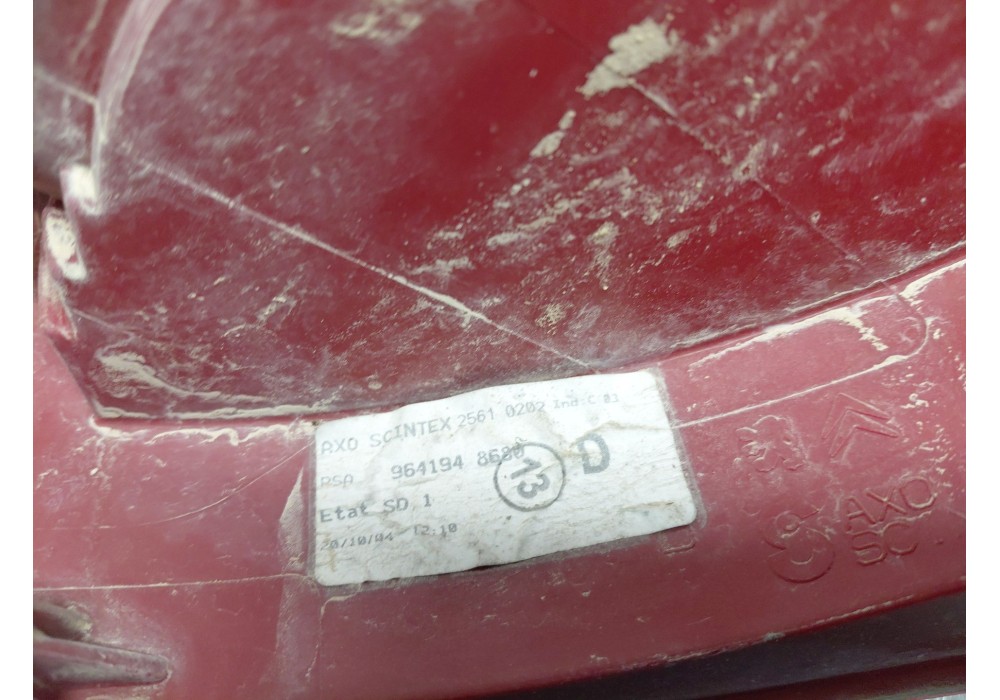 AXO SCINTEX 2561 0202 Ind:C 03
PSA 964194 8680
13
D
Etat SD 1
20/10/04 - 12:10
AXO
SC